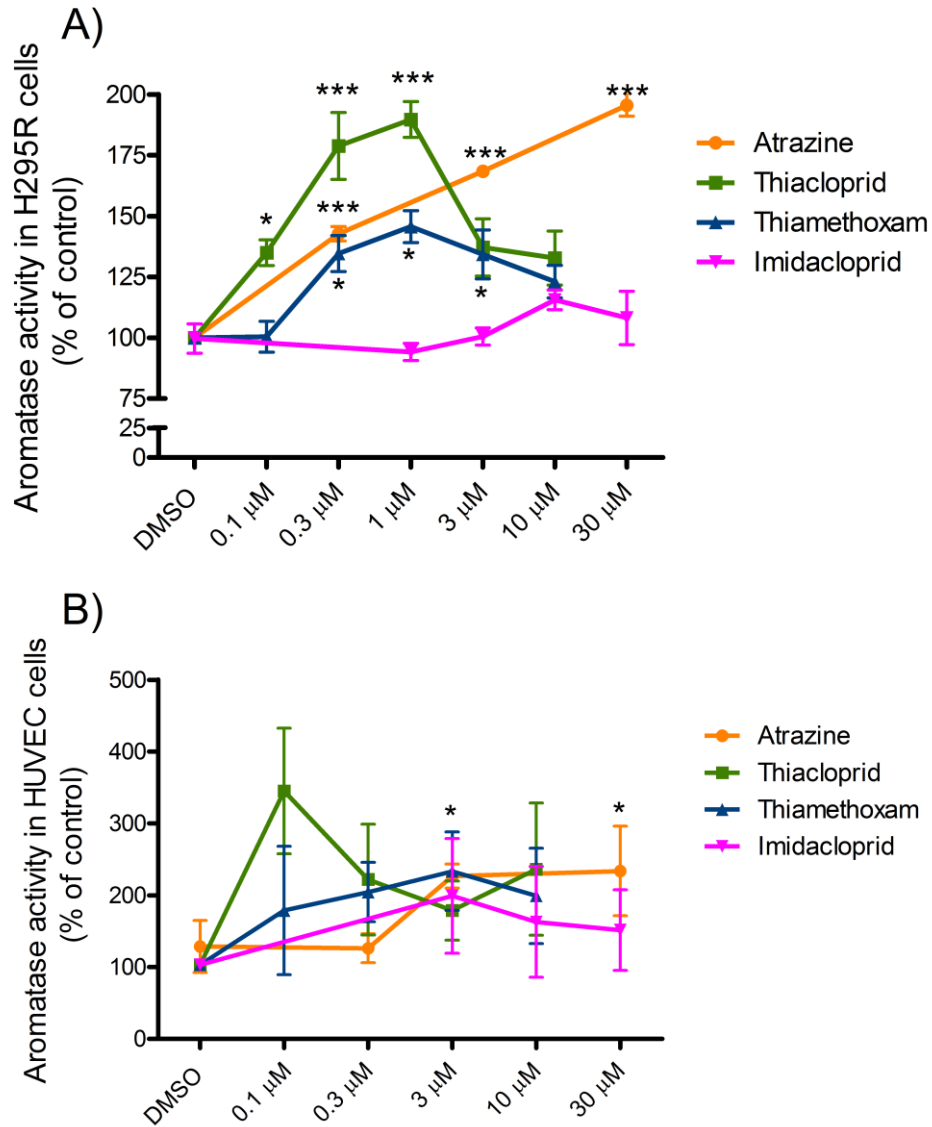 A)
Aromatase activity in H295R cells
(% of control)
200
175
150
125
100
75
25
0
*
***
***
***
***
***
*
*
*
DMSO
0.1 µM
0.3 µM
1 µM
3 µM
10 µM
30 µM
Atrazine
Thiacloprid
Thiamethoxam
Imidacloprid
B)
Aromatase activity in HUVEC cells
(% of control)
500
400
300
200
100
0
*
*
DMSO
0.1 µM
0.3 µM
3 µM
10 µM
30 µM
Atrazine
Thiacloprid
Thiamethoxam
Imidacloprid